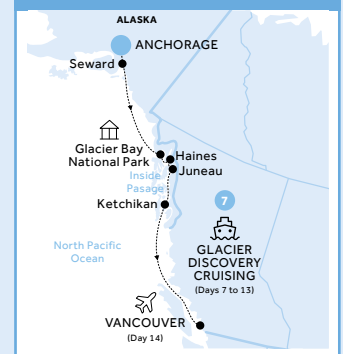 ALASKA
ANCHORAGE
Seward
Glacier Bay
National Park
Haines
Juneau
Inside
Pasage
Ketchikan
7
North Pacific
Ocean
GLACIER
DISCOVERY
CRUISING
(Days 7 to 13)
VANCOUVER
(Day 14)